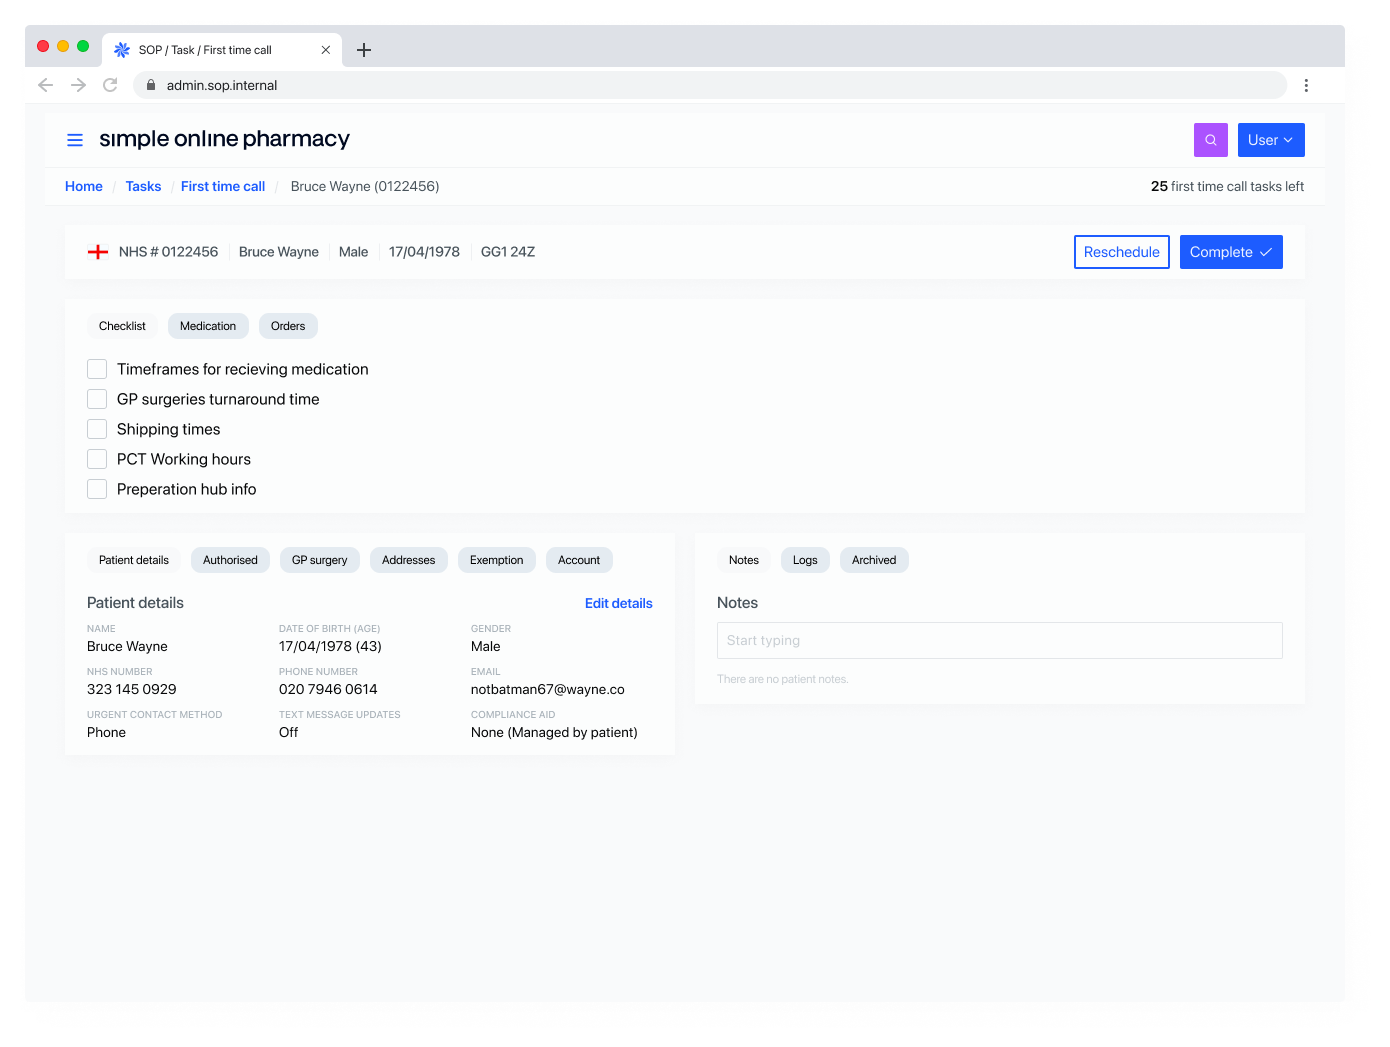 SOP / Task / First time call
admin.sop.internal
simple online pharmacy
User
Home / Tasks / First time call / Bruce Wayne (0122456)
25 first time call tasks left
NHS # 0122456 Bruce Wayne Male 17/04/1978 GG1 24Z
Reschedule Complete
Checklist Medication Orders
Timeframes for recieving medication
GP surgeries turnaround time
Shipping times
PCT Working hours
Preperation hub info
Patient details Authorised GP surgery Addresses Exemption Account
Patient details Edit details
NAME DATE OF BIRTH (AGE) GENDER
Bruce Wayne 17/04/1978 (43) Male
NHS NUMBER PHONE NUMBER EMAIL
323 145 0929 020 7946 0614 notbatman67@wayne.co
URGENT CONTACT METHOD TEXT MESSAGE UPDATES COMPLIANCE AID
Phone Off None (Managed by patient)
Notes Logs Archived
Notes
Start typing
There are no patient notes.